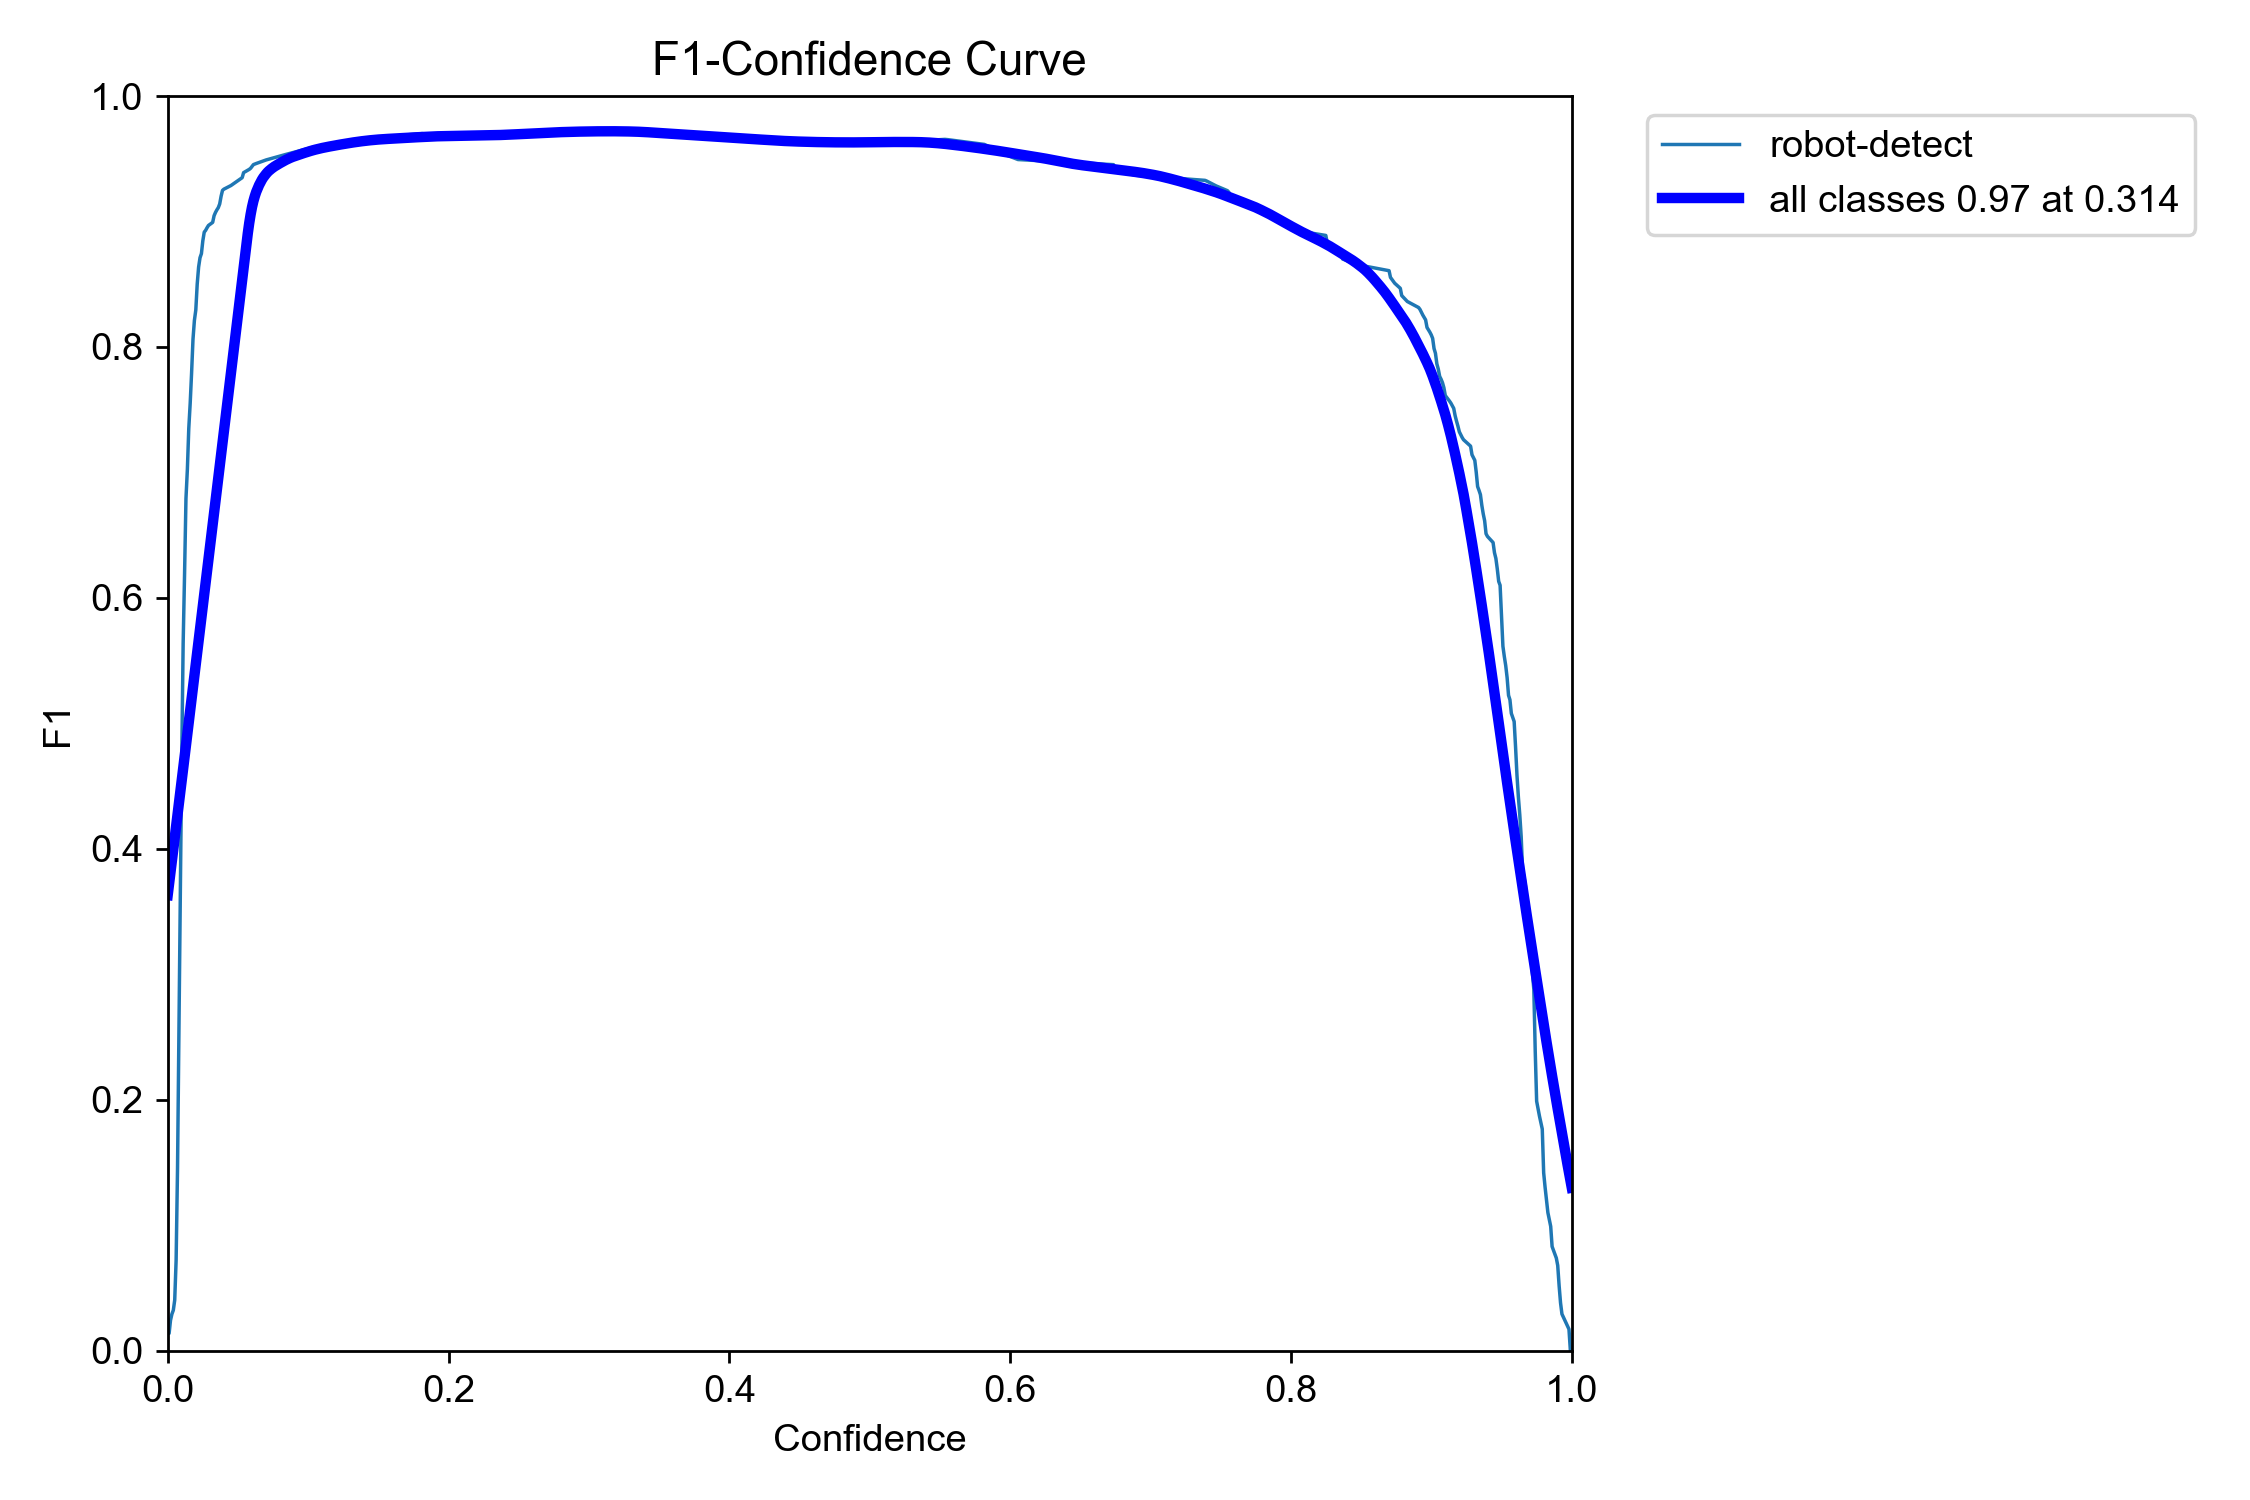 F1-Confidence Curve
1.0
0.8
0.6
0.4
0.2
0.0
F1
0.0 0.2 0.4 0.6 0.8 1.0
Confidence
robot-detect
all classes 0.97 at 0.314